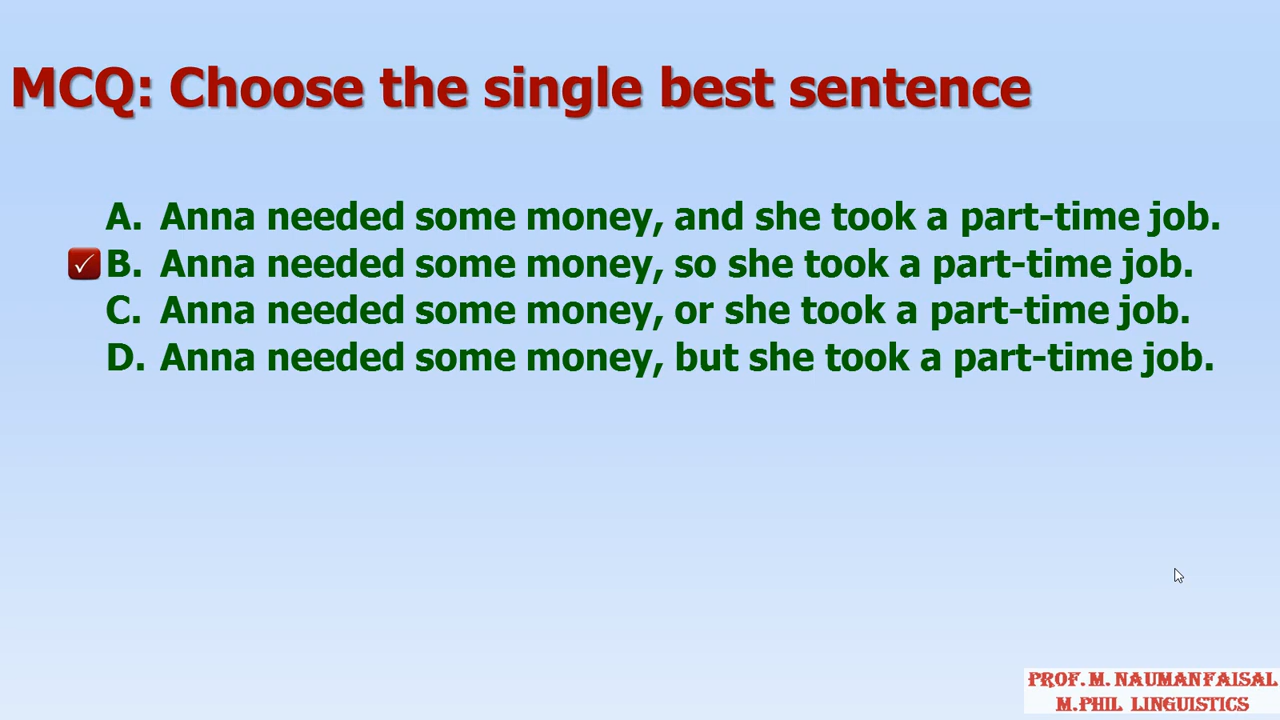 MCQ: Choose the single best sentence
A. Anna needed some money, and she took a part-time job.
B. Anna needed some money, so she took a part-time job.
C. Anna needed some money, or she took a part-time job.
D. Anna needed some money, but she took a part-time job.
PROF. M. NAUMAN FAISAL
M.PHIL LINGUISTICS